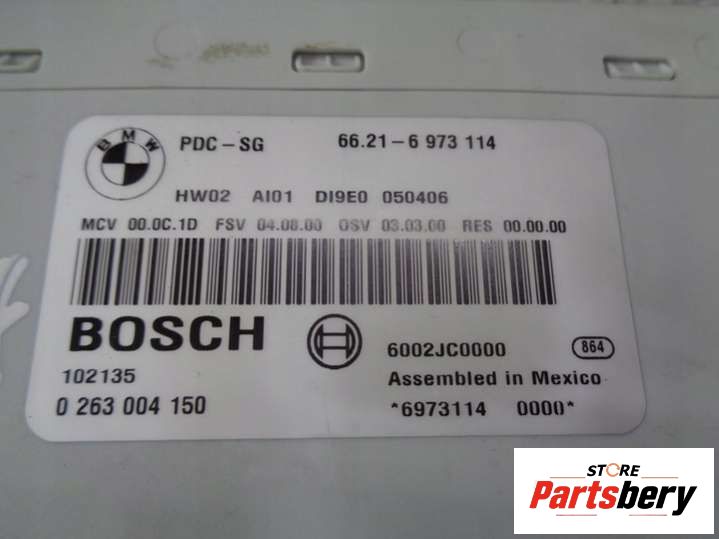 BMW
PDC-SG 66.21-6 973 114
HW02 AI01 DI9E0 050406
MCV 00.0C.1D FSV 04.08.00 OSV 03.03.00 RES 00.00.00
BOSCH
6002JC0000 864
102135 Assembled in Mexico
0 263 004 150 *6973114 0000*
STORE
Partsbery